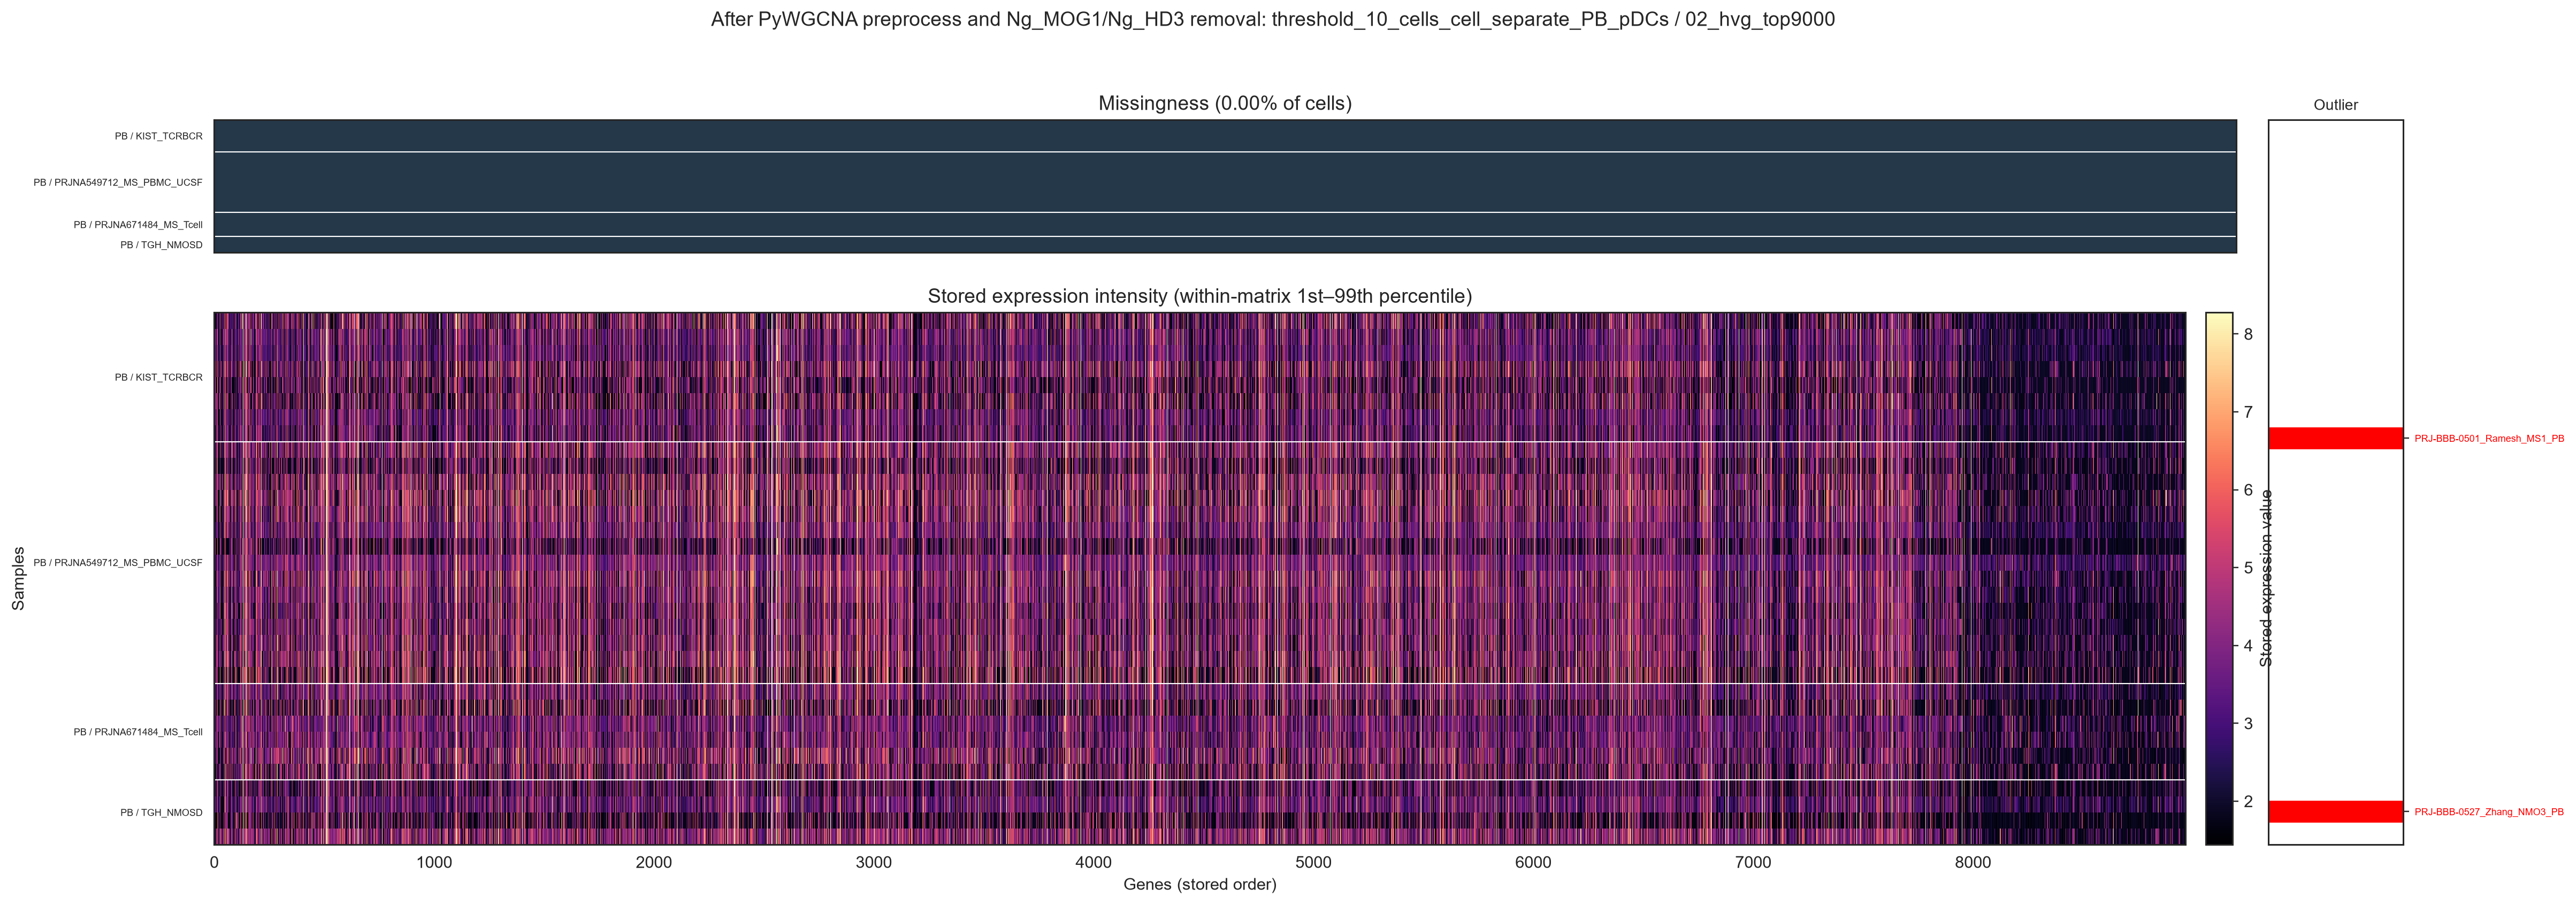 After PyWGCNA preprocess and Ng_MOG1/Ng_HD3 removal: threshold_10_cells_cell_separate_PB_pDCs / 02_hvg_top9000
Missingness (0.00% of cells)
Outlier
PB / KIST_TCRBCR
PB / PRJNA549712_MS_PBMC_UCSF
PB / PRJNA671484_MS_Tcell
PB / TGH_NMOSD
Stored expression intensity (within-matrix 1st–99th percentile)
Samples
PB / KIST_TCRBCR
PB / PRJNA549712_MS_PBMC_UCSF
PB / PRJNA671484_MS_Tcell
PB / TGH_NMOSD
0 1000 2000 3000 4000 5000 6000 7000 8000
Genes (stored order)
8
7
6
5
4
3
2
Stored expression value
PRJ-BBB-0501_Ramesh_MS1_PB
PRJ-BBB-0527_Zhang_NMO3_PB